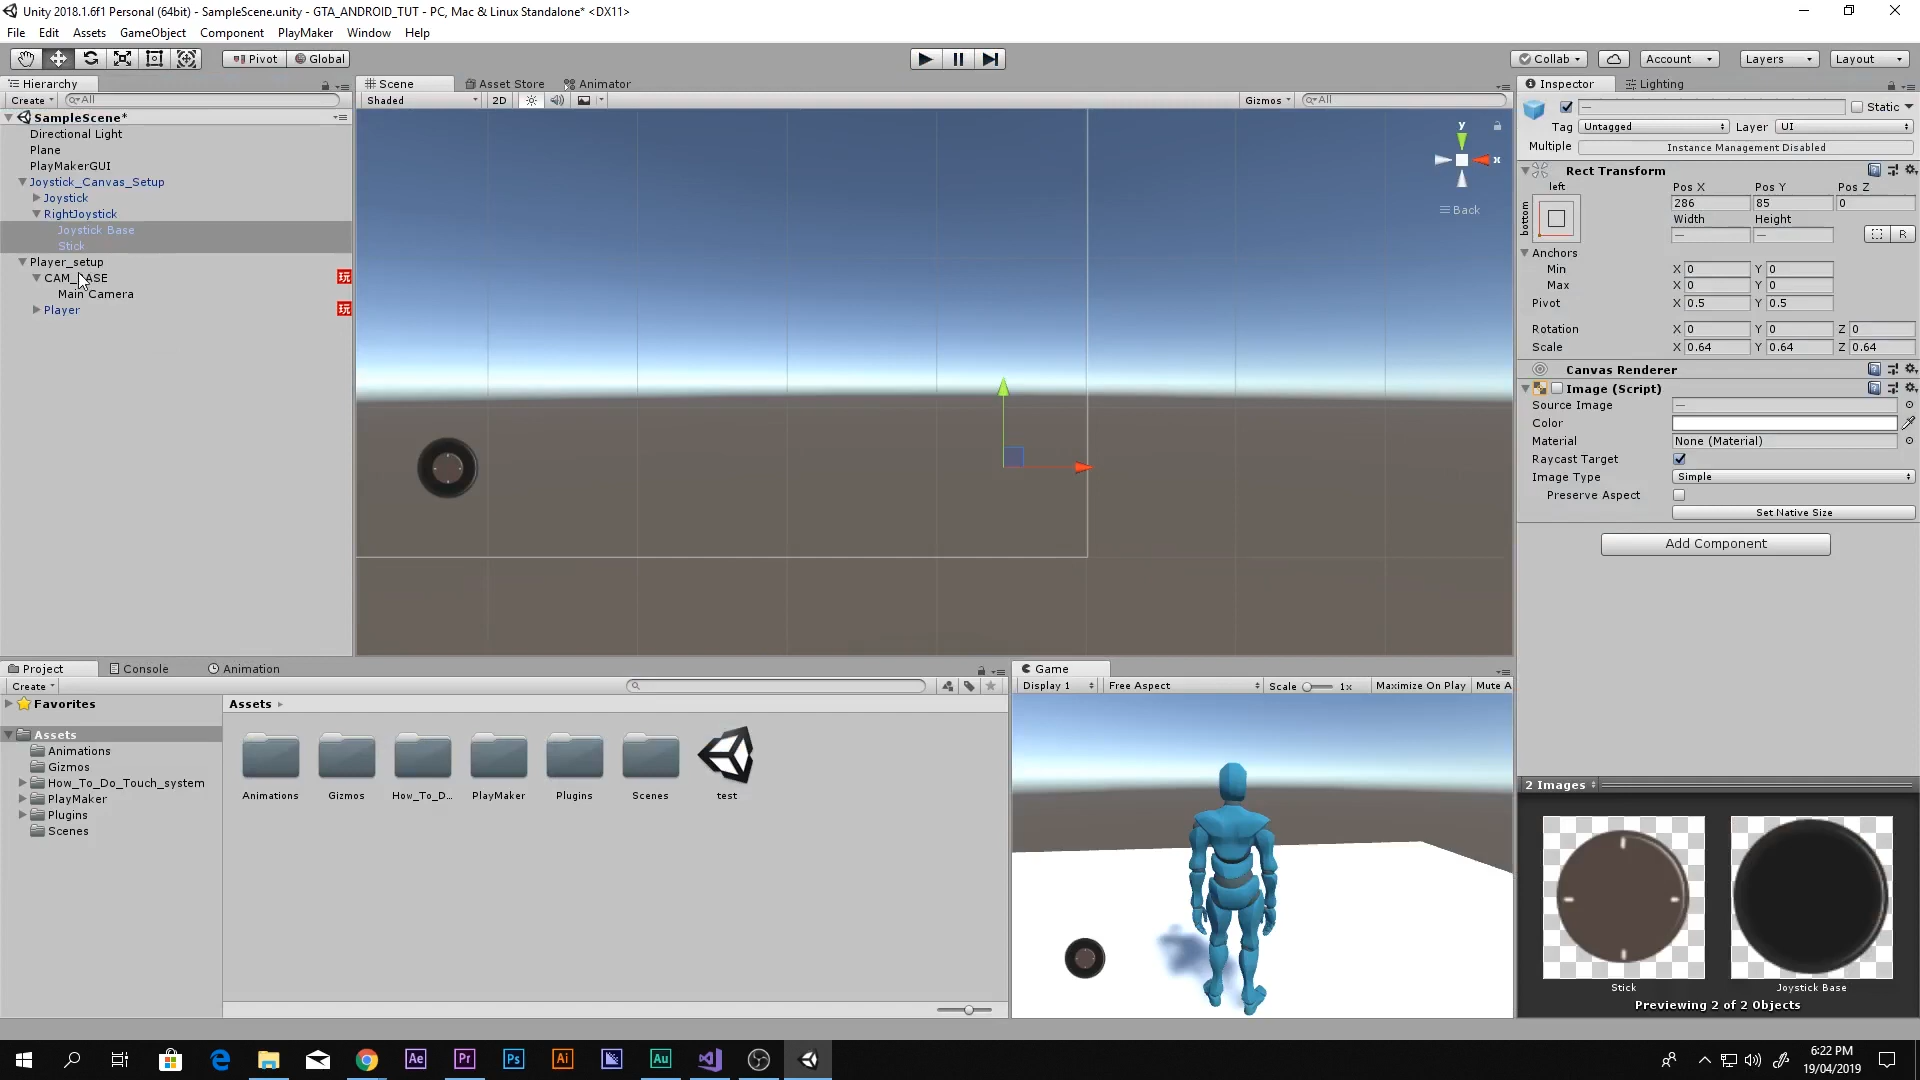 Unity 2018.1.6f1 Personal (64bit) - SampleScene.unity - GTA_ANDROID_TUT - PC, Mac & Linux Standalone* <DX11>
File Edit Assets GameObject Component PlayMaker Window Help
Pivot Global Collab Account Layers Layout
Hierarchy
Create All
SampleScene*
Directional Light
Plane
PlayMakerGUI
Joystick_Canvas_Setup
Joystick
RightJoystick
Joystick Base
Stick
Player_setup
Main Camera
玩
Player
玩
Scene Asset Store Animator
Shaded 2D Gizmos All
y
x
Back
Inspector Lighting
— Static
Tag Untagged Layer UI
Multiple Instance Management Disabled
Rect Transform
left
bottom
Pos X Pos Y Pos Z
286 85 0
Width Height
— —
R
Anchors
Min X 0 Y 0
Max X 0 Y 0
Pivot X 0.5 Y 0.5
Rotation X 0 Y 0 Z 0
Scale X 0.64 Y 0.64 Z 0.64
Canvas Renderer
Image (Script)
Source Image —
Color
Material None (Material)
Raycast Target
Image Type Simple
Preserve Aspect
Set Native Size
Add Component
Project Console Animation
Create
Favorites
Assets
Animations
Gizmos
How_To_Do_Touch_system
PlayMaker
Plugins
Scenes
Assets
Animations Gizmos How_To_D... PlayMaker Plugins Scenes test
Game
Display 1 Free Aspect Scale 1x Maximize On Play Mute A
2 Images
Stick Joystick Base
Previewing 2 of 2 Objects
Ae Pr Ps Ai Au
6:22 PM
19/04/2019